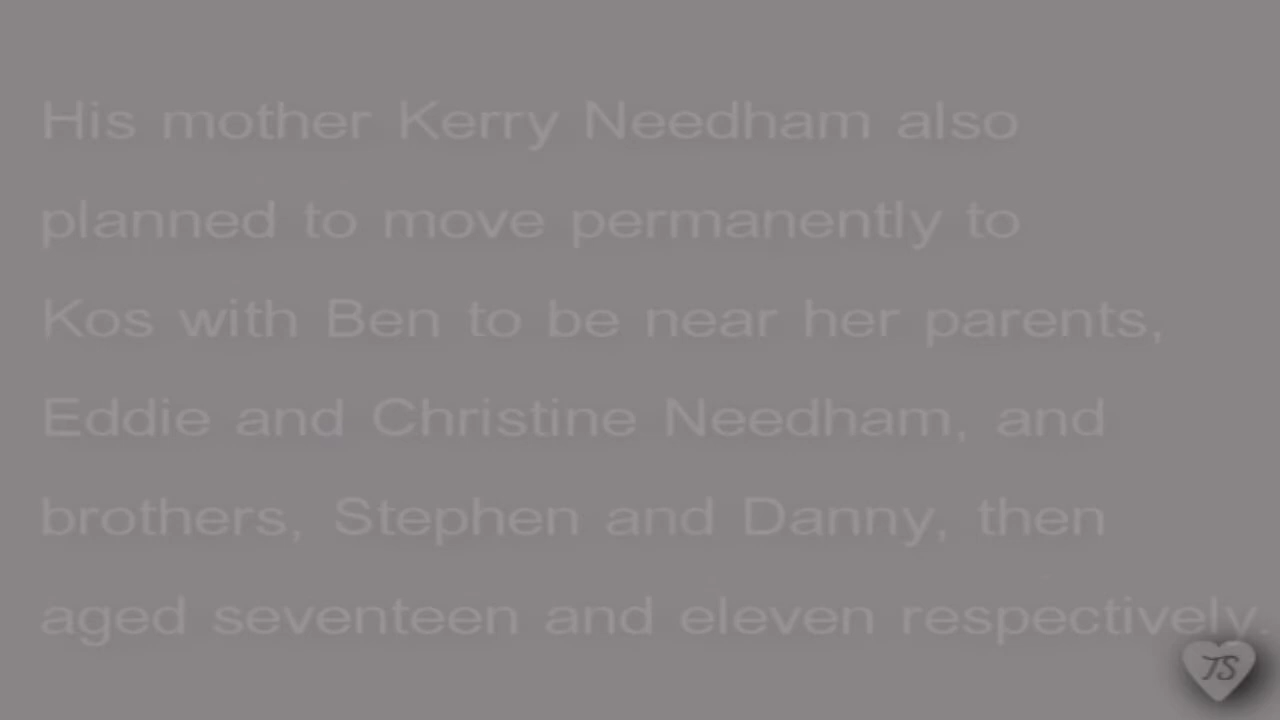 His mother Kerry Needham also
planned to move permanently to
Kos with Ben to be near her parents,
Eddie and Christine Needham, and
brothers, Stephen and Danny, then
aged seventeen and eleven respectively.
TS